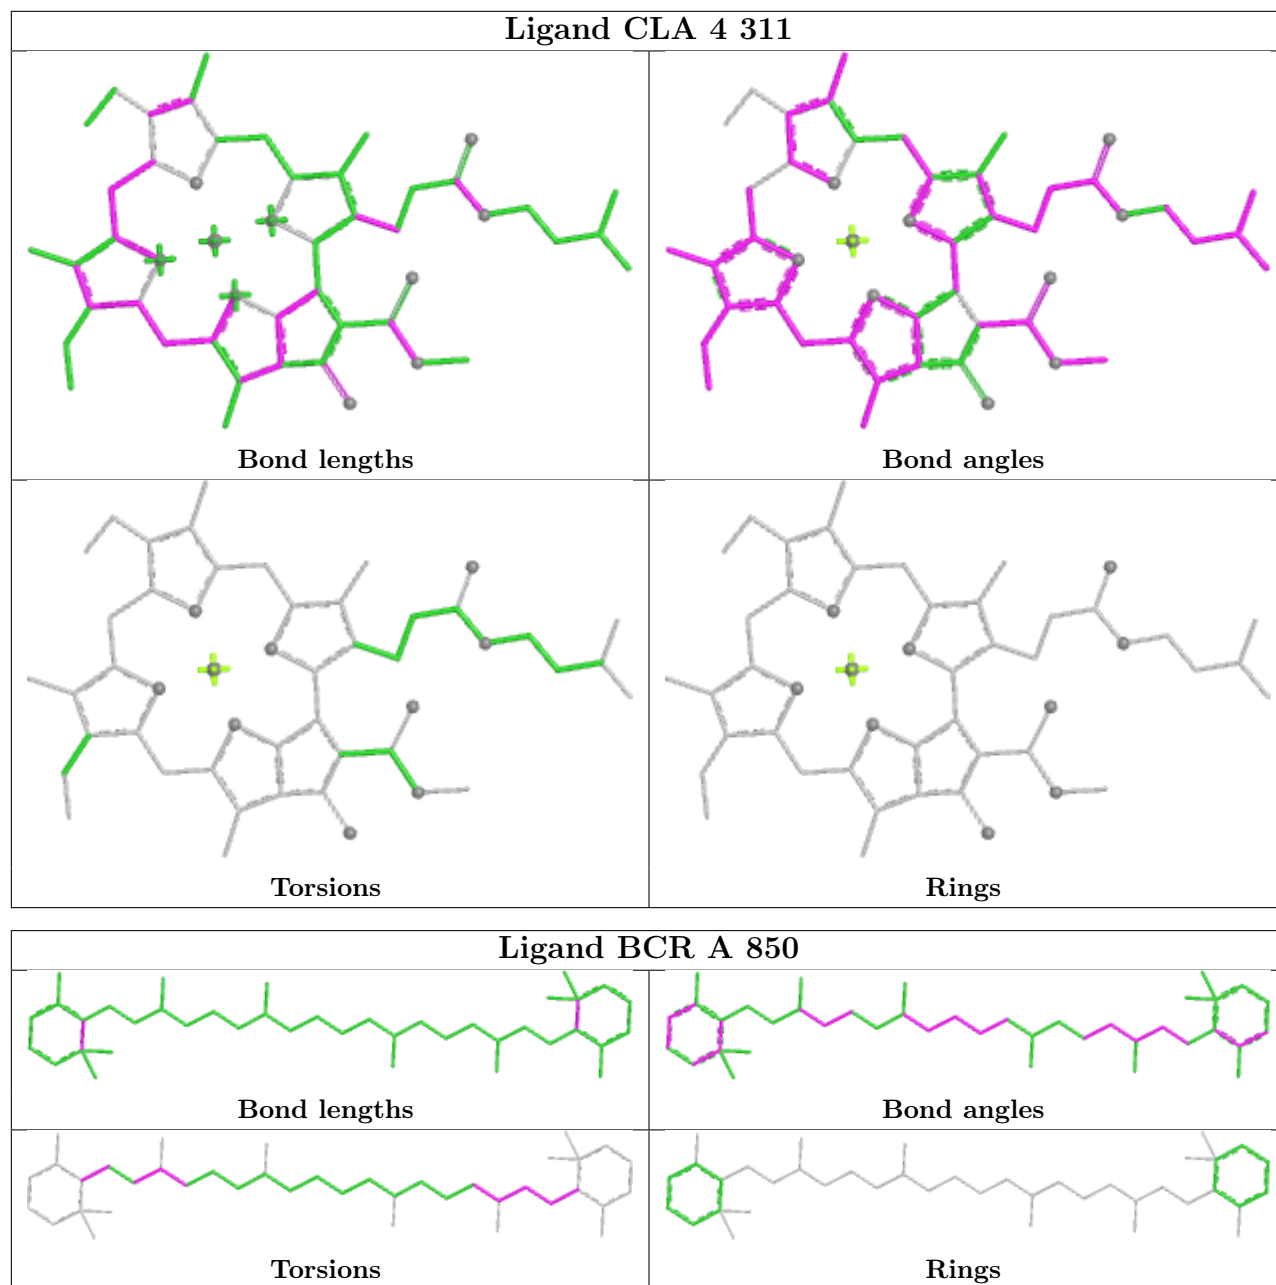 Ligand CLA 4 311
Bond lengths
Bond angles
Torsions
Rings
Ligand BCR A 850
Bond lengths
Bond angles
Torsions
Rings